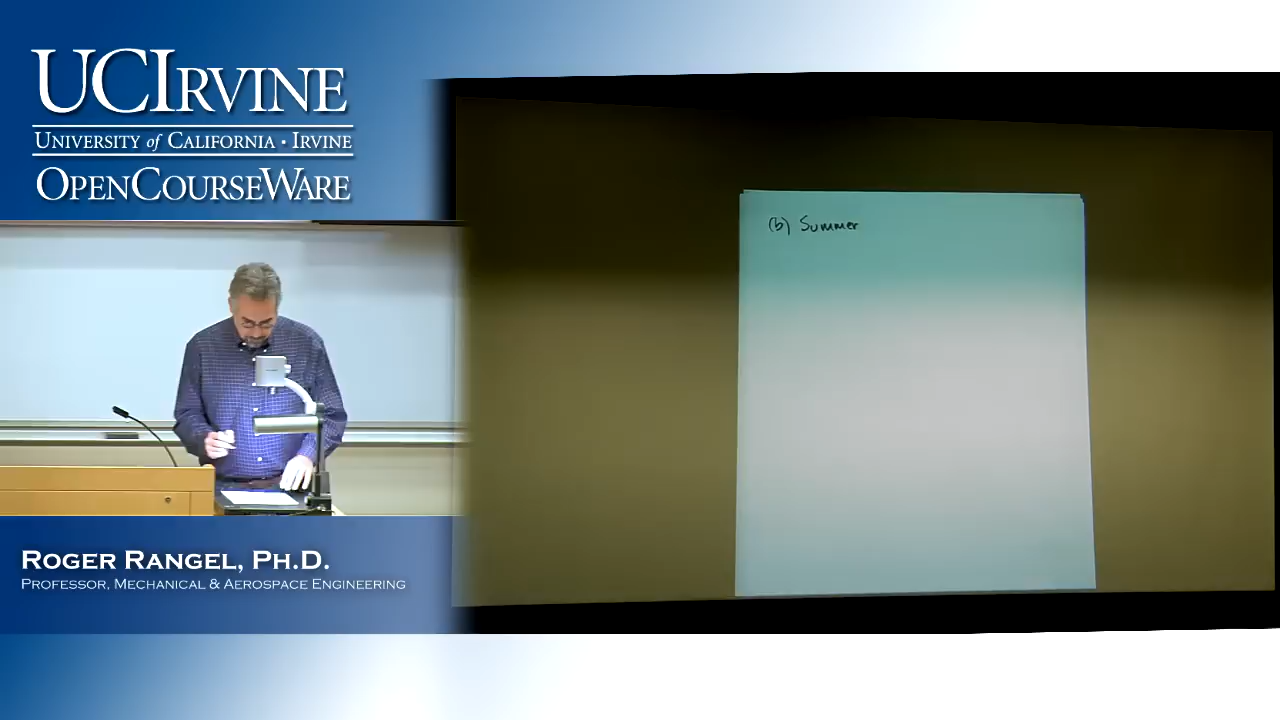 UCIRVINE
UNIVERSITY of CALIFORNIA · IRVINE
OPENCOURSEWARE
(b) Summer
ROGER RANGEL, PH.D.
PROFESSOR, MECHANICAL & AEROSPACE ENGINEERING